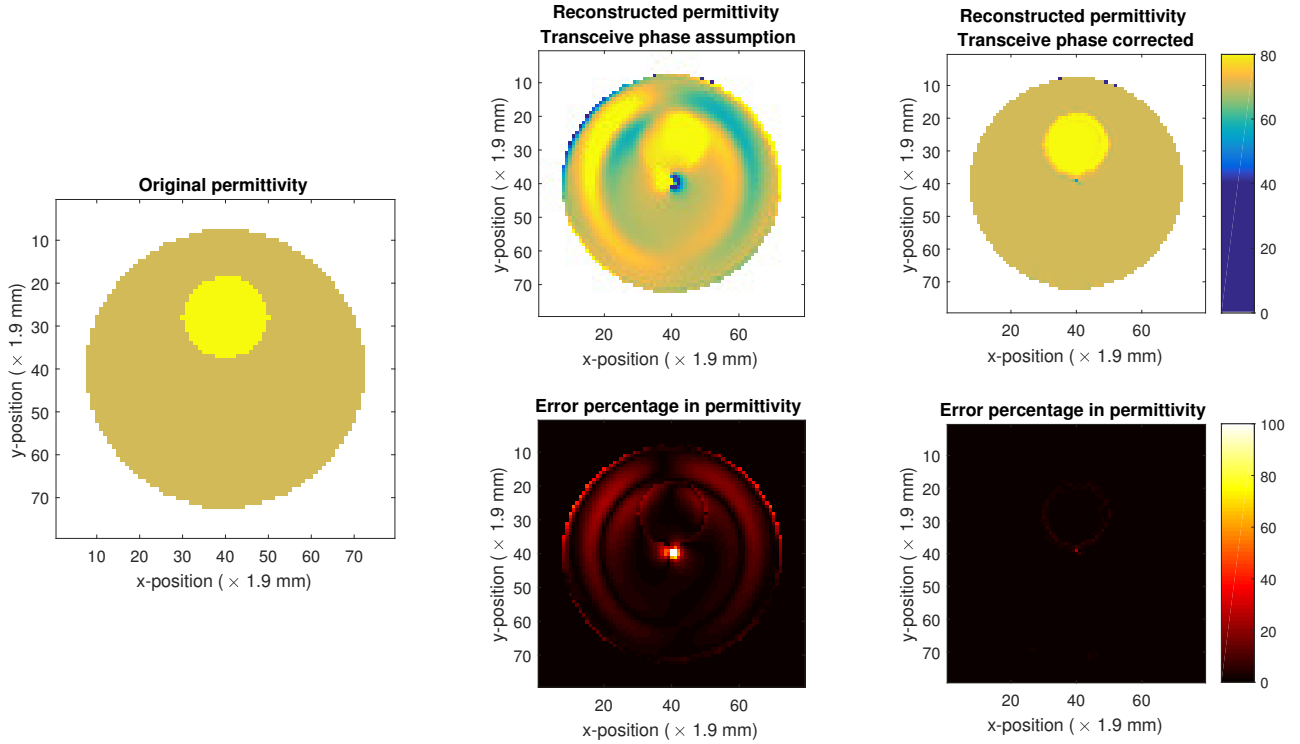 Original permittivity
y-position ( × 1.9 mm)
10
20
30
40
50
60
70
10 20 30 40 50 60 70
x-position ( × 1.9 mm)
Reconstructed permittivity
Transceive phase assumption
y-position ( × 1.9 mm)
10
20
30
40
50
60
70
20 40 60
x-position ( × 1.9 mm)
Reconstructed permittivity
Transceive phase corrected
y-position ( × 1.9 mm)
10
20
30
40
50
60
70
20 40 60
x-position ( × 1.9 mm)
80
60
40
20
0
Error percentage in permittivity
y-position ( × 1.9 mm)
10
20
30
40
50
60
70
20 40 60
x-position ( × 1.9 mm)
Error percentage in permittivity
y-position ( × 1.9 mm)
10
20
30
40
50
60
70
20 40 60
x-position ( × 1.9 mm)
100
80
60
40
20
0